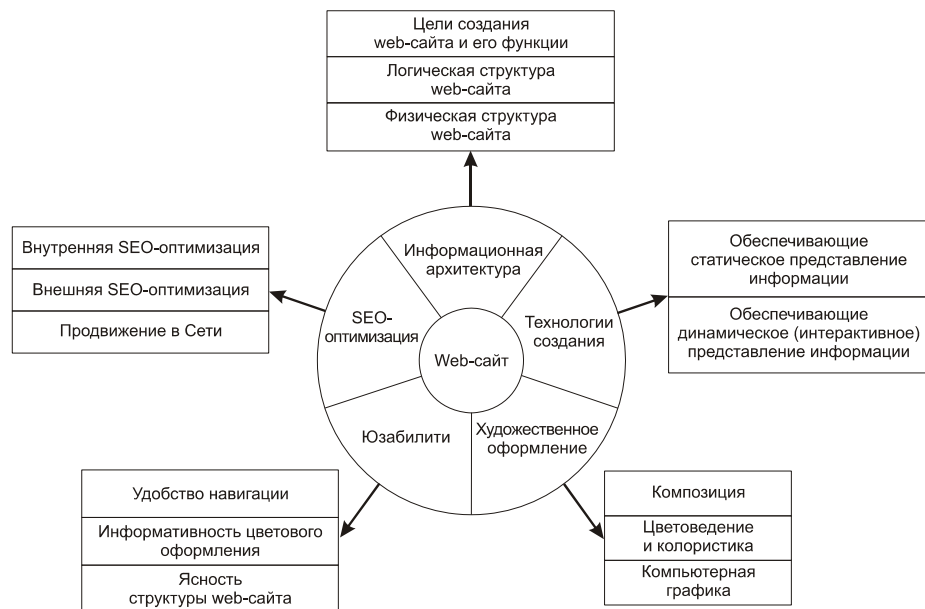 Цели создания
web-сайта и его функции
Логическая структура
web-сайта
Физическая структура
web-сайта
Внутренняя SEO-оптимизация
Внешняя SEO-оптимизация
Продвижение в Сети
Информационная
архитектура
SEO-
оптимизация
Технологии
создания
Web-сайт
Юзабилити
Художественное
оформление
Обеспечивающие
статическое представление
информации
Обеспечивающие
динамическое (интерактивное)
представление информации
Удобство навигации
Информативность цветового
оформления
Ясность
структуры web-сайта
Композиция
Цветоведение
и колористика
Компьютерная
графика